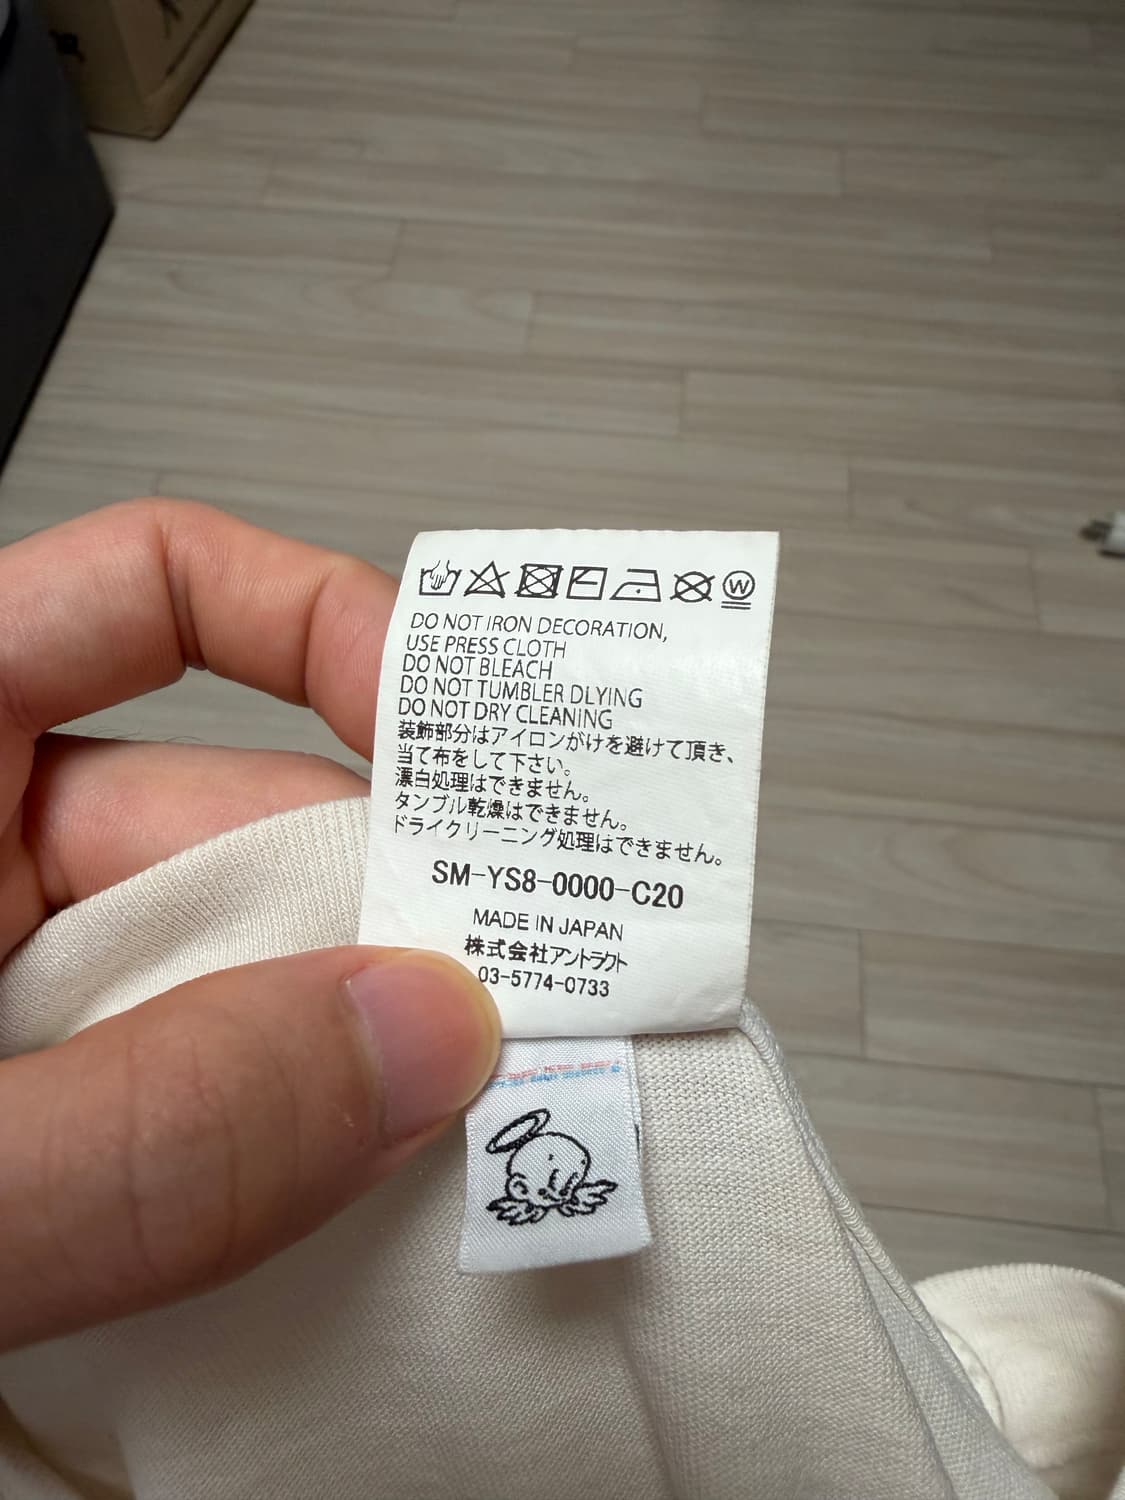 W
DO NOT IRON DECORATION,
USE PRESS CLOTH
DO NOT BLEACH
DO NOT TUMBLER DLYING
DO NOT DRY CLEANING
装飾部分はアイロンがけを避けて頂き、
当て布をして下さい。
漂白処理はできません。
タンブル乾燥はできません。
ドライクリーニング処理はできません。
SM-YS8-0000-C20
MADE IN JAPAN
株式会社アントラクト
03-5774-0733